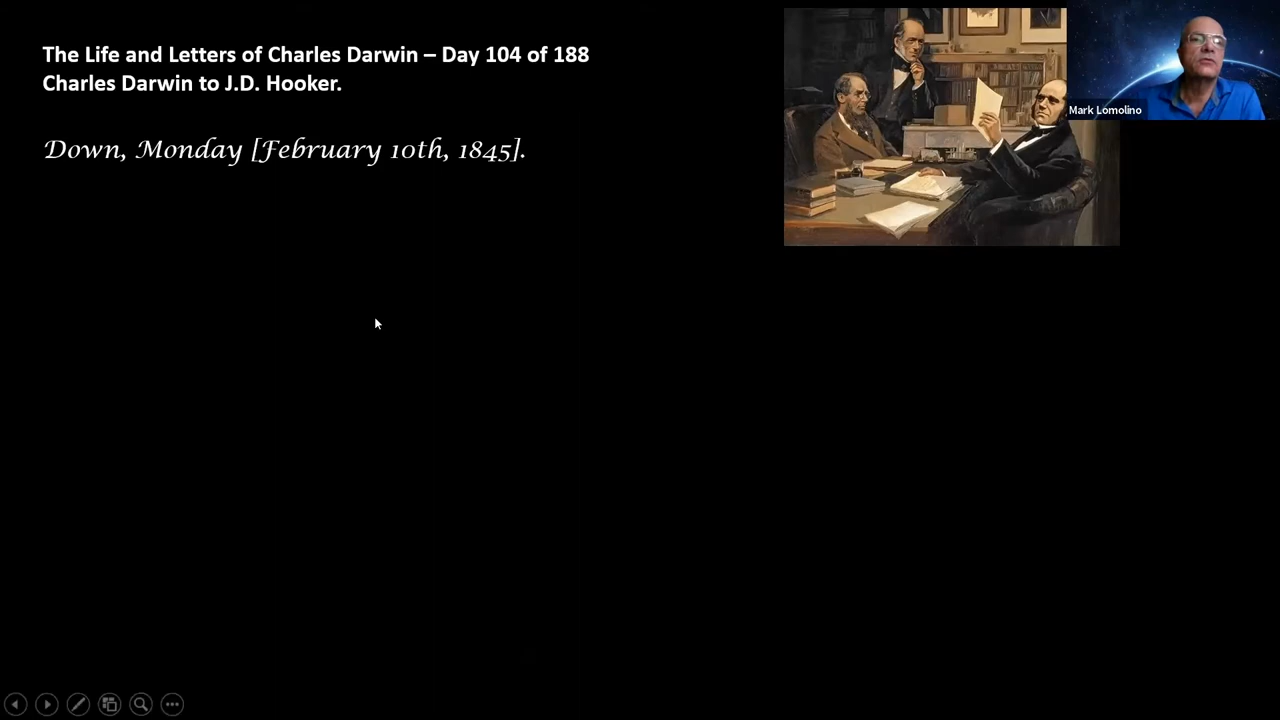 The Life and Letters of Charles Darwin – Day 104 of 188
Charles Darwin to J.D. Hooker.
Down, Monday [February 10th, 1845].
Mark Lomolino